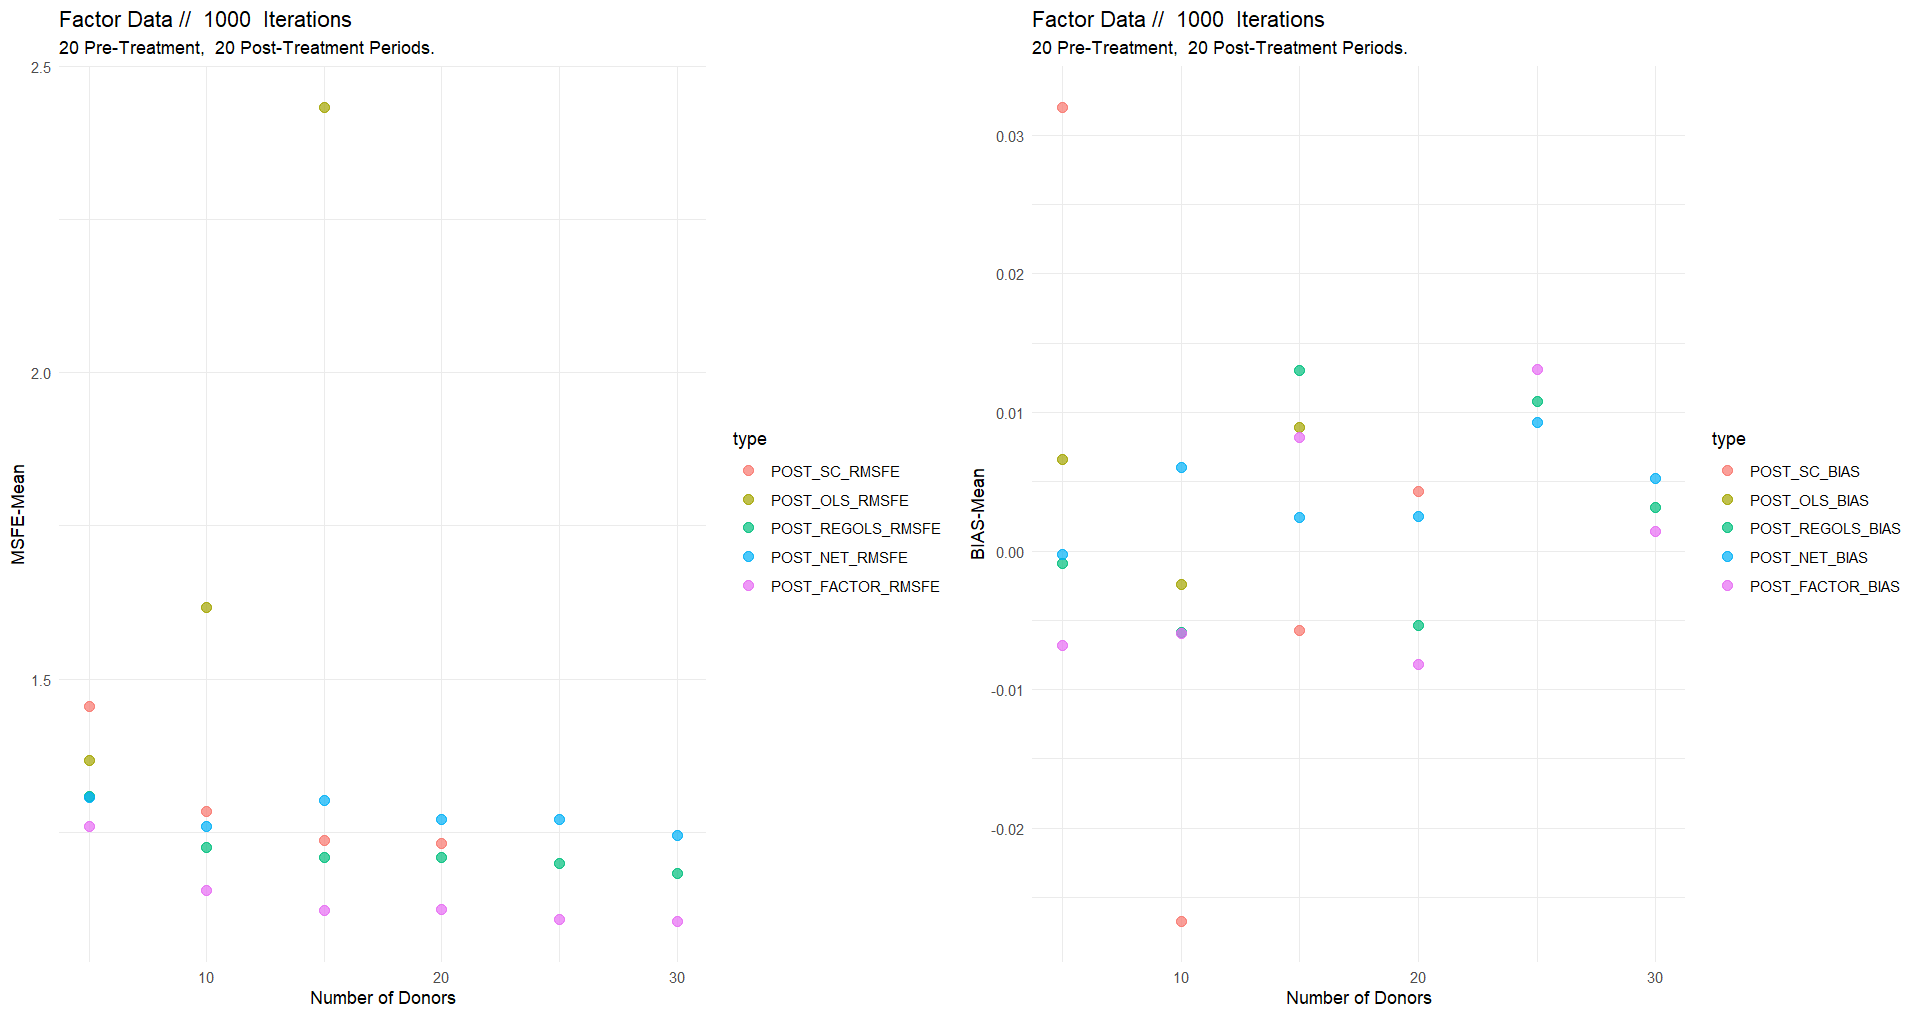 Factor Data //  1000  Iterations
20 Pre-Treatment,  20 Post-Treatment Periods.
2.5
2.0
1.5
MSFE-Mean
10
20
30
Number of Donors
type
POST_SC_RMSFE
POST_OLS_RMSFE
POST_REGOLS_RMSFE
POST_NET_RMSFE
POST_FACTOR_RMSFE
Factor Data //  1000  Iterations
20 Pre-Treatment,  20 Post-Treatment Periods.
0.03
0.02
0.01
0.00
-0.01
-0.02
BIAS-Mean
10
20
30
Number of Donors
type
POST_SC_BIAS
POST_OLS_BIAS
POST_REGOLS_BIAS
POST_NET_BIAS
POST_FACTOR_BIAS